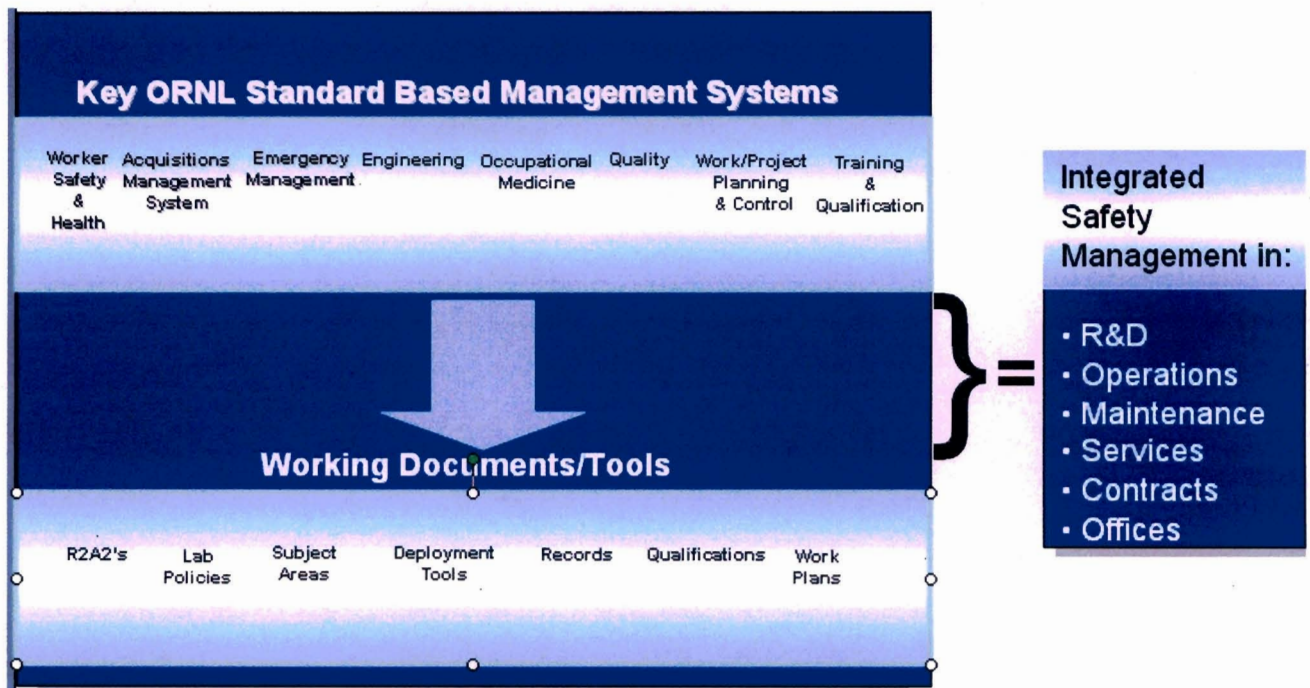 Key ORNL Standard Based Management Systems
Worker Safety & Health
Acquisitions Management System
Emergency Management
Engineering
Occupational Medicine
Quality
Work/Project Planning & Control
Training & Qualification
Working Documents/Tools
R2A2's
Lab Policies
Subject Areas
Deployment Tools
Records
Qualifications
Work Plans
} =
Integrated
Safety
Management in:
· R&D
· Operations
· Maintenance
· Services
· Contracts
· Offices